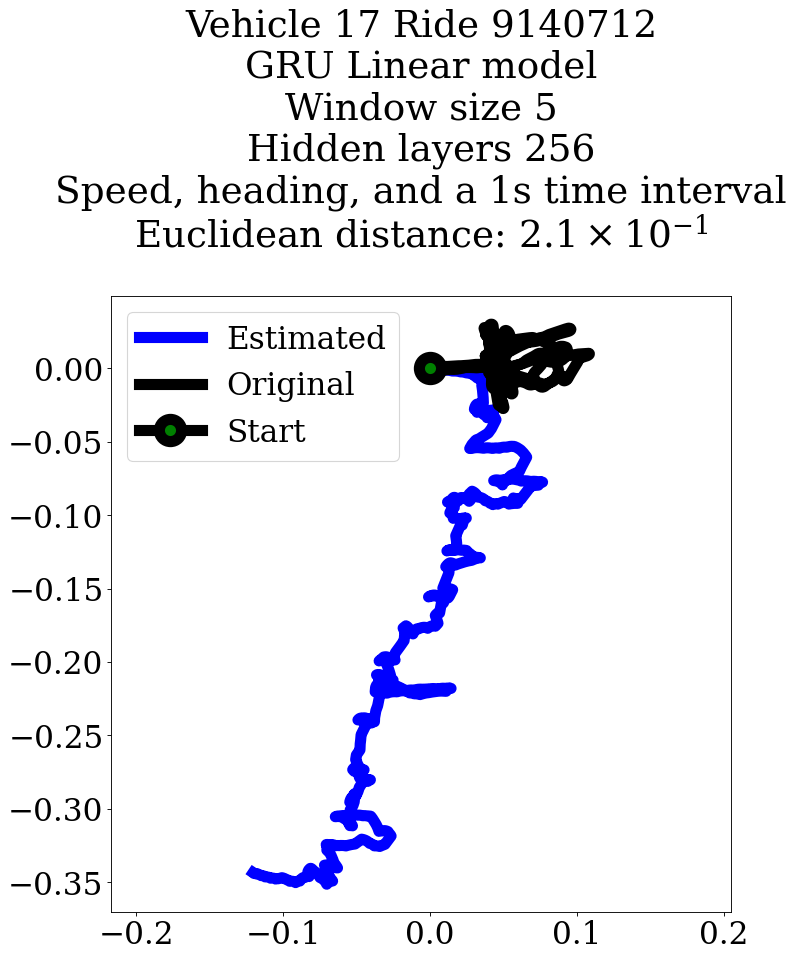 Vehicle 17 Ride 9140712
GRU Linear model
Window size 5
Hidden layers 256
Speed, heading, and a 1s time interval
Euclidean distance: 2.1 × 10⁻¹
Estimated
Original
Start
0.00
−0.05
−0.10
−0.15
−0.20
−0.25
−0.30
−0.35
−0.2 −0.1 0.0 0.1 0.2